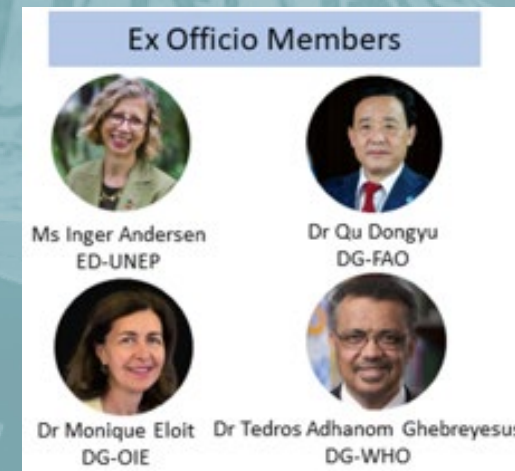 Ex Officio Members
Ms Inger Andersen
ED-UNEP
Dr Qu Dongyu
DG-FAO
Dr Monique Eloit
DG-OIE
Dr Tedros Adhanom Ghebreyesus
DG-WHO